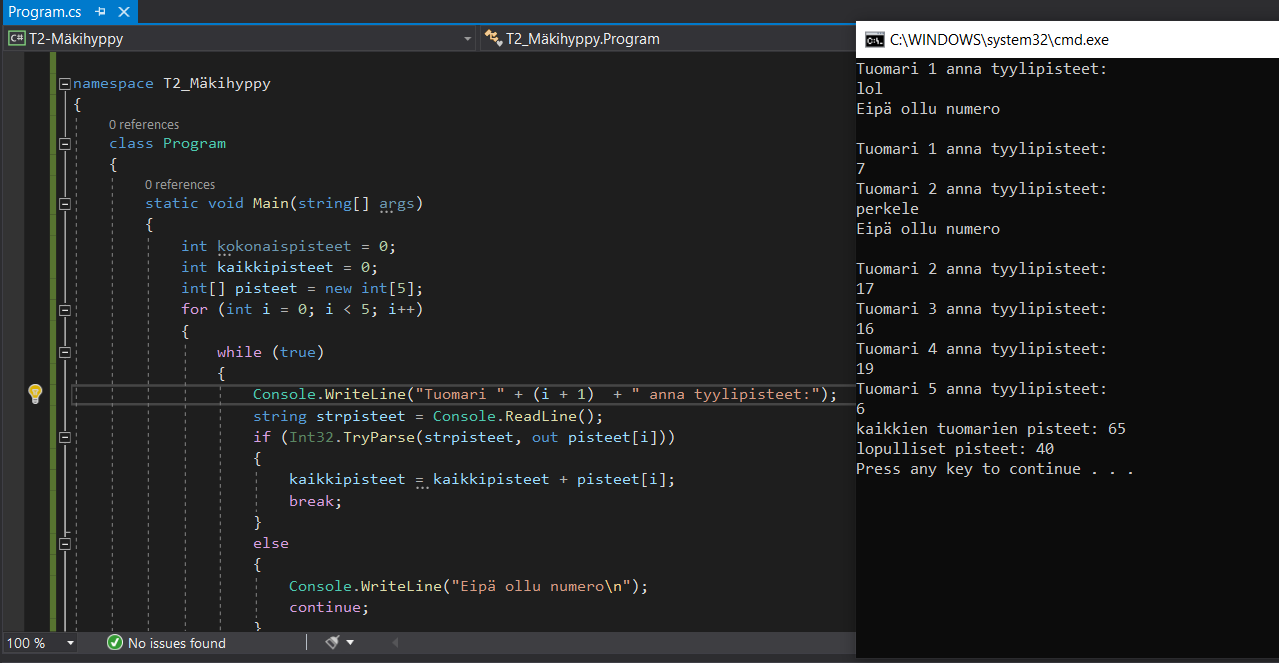 Program.cs
C# T2-Mäkihyppy
T2_Mäkihyppy.Program
namespace T2_Mäkihyppy
{
0 references
class Program
{
0 references
static void Main(string[] args)
{
int kokonaispisteet = 0;
int kaikkipisteet = 0;
int[] pisteet = new int[5];
for (int i = 0; i < 5; i++)
{
while (true)
{
Console.WriteLine("Tuomari " + (i + 1)  + " anna tyylipisteet:");
string strpisteet = Console.ReadLine();
if (Int32.TryParse(strpisteet, out pisteet[i]))
{
kaikkipisteet = kaikkipisteet + pisteet[i];
break;
}
else
{
Console.WriteLine("Eipä ollu numero\n");
continue;
}
100 %
No issues found
C:\WINDOWS\system32\cmd.exe
Tuomari 1 anna tyylipisteet:
lol
Eipä ollu numero
Tuomari 1 anna tyylipisteet:
7
Tuomari 2 anna tyylipisteet:
perkele
Eipä ollu numero
Tuomari 2 anna tyylipisteet:
17
Tuomari 3 anna tyylipisteet:
16
Tuomari 4 anna tyylipisteet:
19
Tuomari 5 anna tyylipisteet:
6
kaikkien tuomarien pisteet: 65
lopulliset pisteet: 40
Press any key to continue . . .